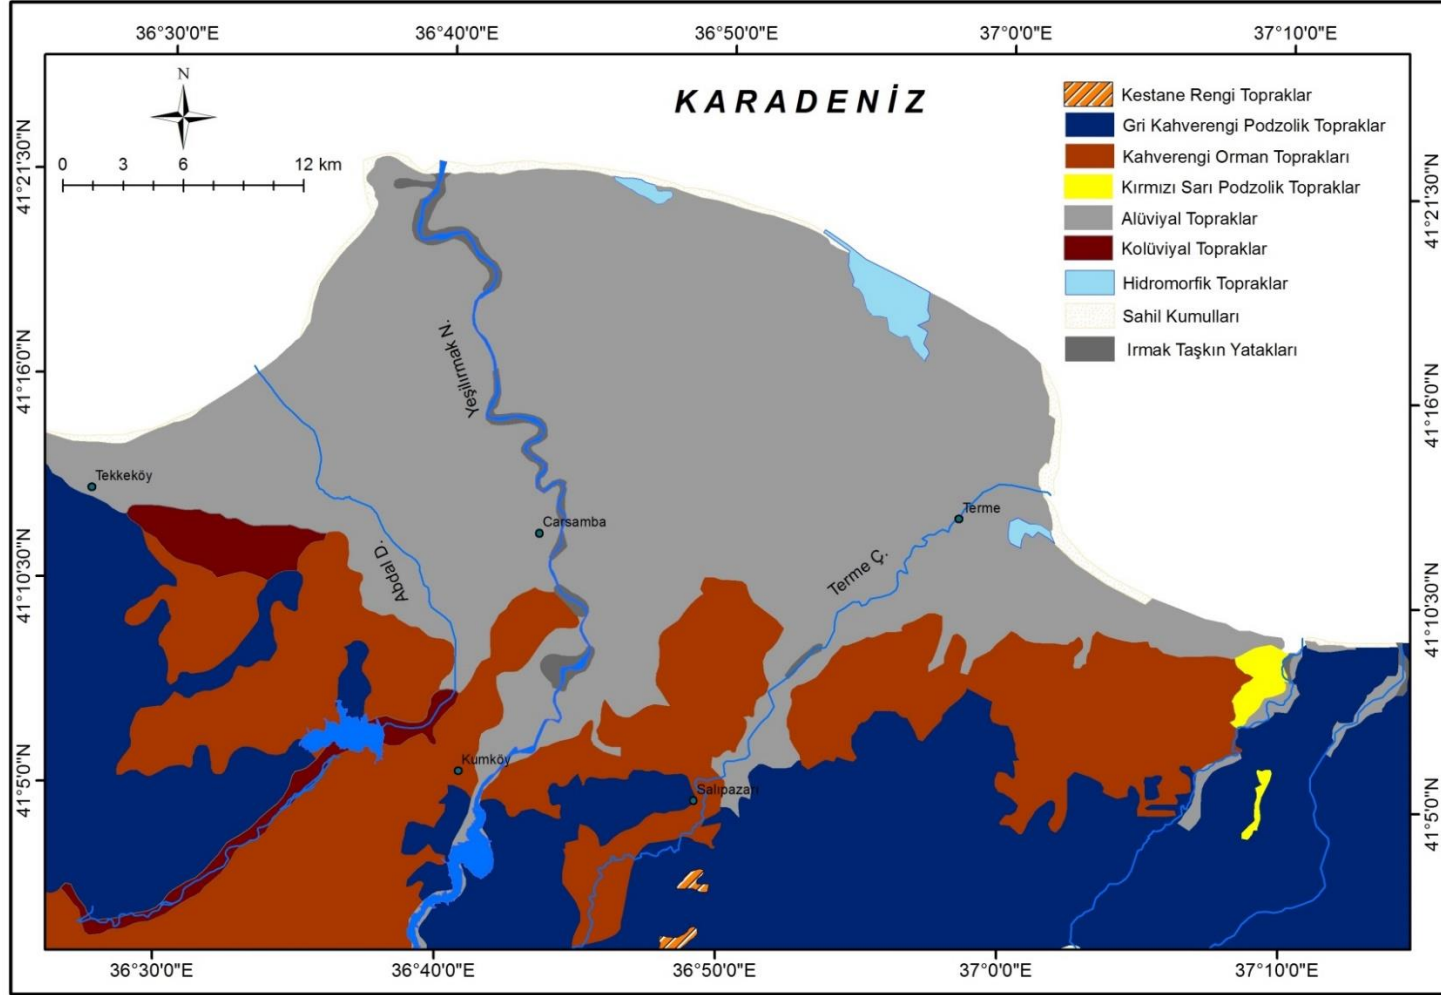 36°30'0"E 36°40'0"E 36°50'0"E 37°0'0"E 37°10'0"E
N
KARADENİZ
0 3 6 12 km
41°21'30"N
41°16'0"N
41°10'30"N
41°5'0"N
Kestane Rengi Topraklar
Gri Kahverengi Podzolik Topraklar
Kahverengi Orman Toprakları
Kırmızı Sarı Podzolik Topraklar
Alüviyal Topraklar
Kolüviyal Topraklar
Hidromorfik Topraklar
Sahil Kumulları
Irmak Taşkın Yatakları
41°21'30"N
41°16'0"N
41°10'30"N
41°5'0"N
Yeşilırmak N.
Tekkeköy
Carsamba
Terme
Abdal D.
Terme Ç.
Kumköy
Salıpazarı
36°30'0"E 36°40'0"E 36°50'0"E 37°0'0"E 37°10'0"E